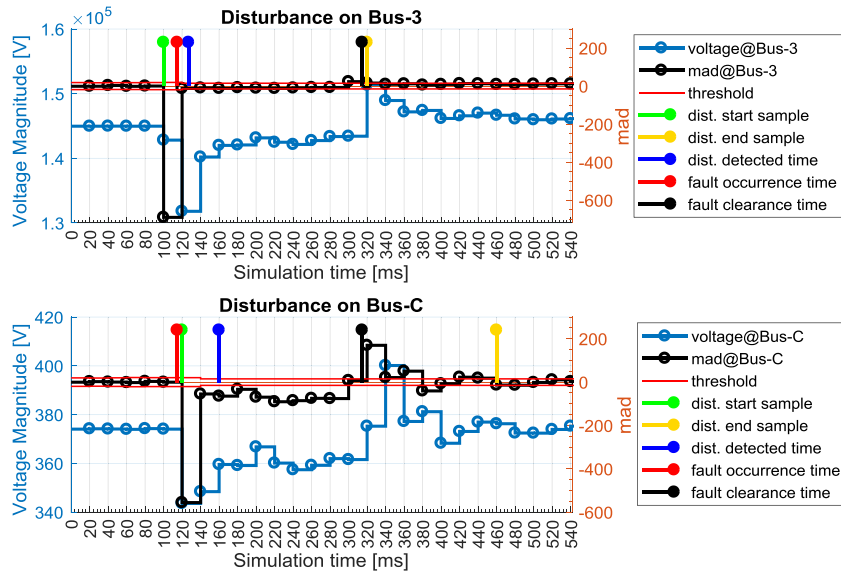 Disturbance on Bus-3
×10⁵
Voltage Magnitude [V]
1.6
1.5
1.4
1.3
200
0
-200
-400
-600
mad
0 20 40 60 80 100 120 140 160 180 200 220 240 260 280 300 320 340 360 380 400 420 440 460 480 500 520 540
Simulation time [ms]
voltage@Bus-3
mad@Bus-3
threshold
dist. start sample
dist. end sample
dist. detected time
fault occurrence time
fault clearance time
Disturbance on Bus-C
Voltage Magnitude [V]
420
400
380
360
340
200
0
-200
-400
-600
mad
0 20 40 60 80 100 120 140 160 180 200 220 240 260 280 300 320 340 360 380 400 420 440 460 480 500 520 540
Simulation time [ms]
voltage@Bus-C
mad@Bus-C
threshold
dist. start sample
dist. end sample
dist. detected time
fault occurrence time
fault clearance time